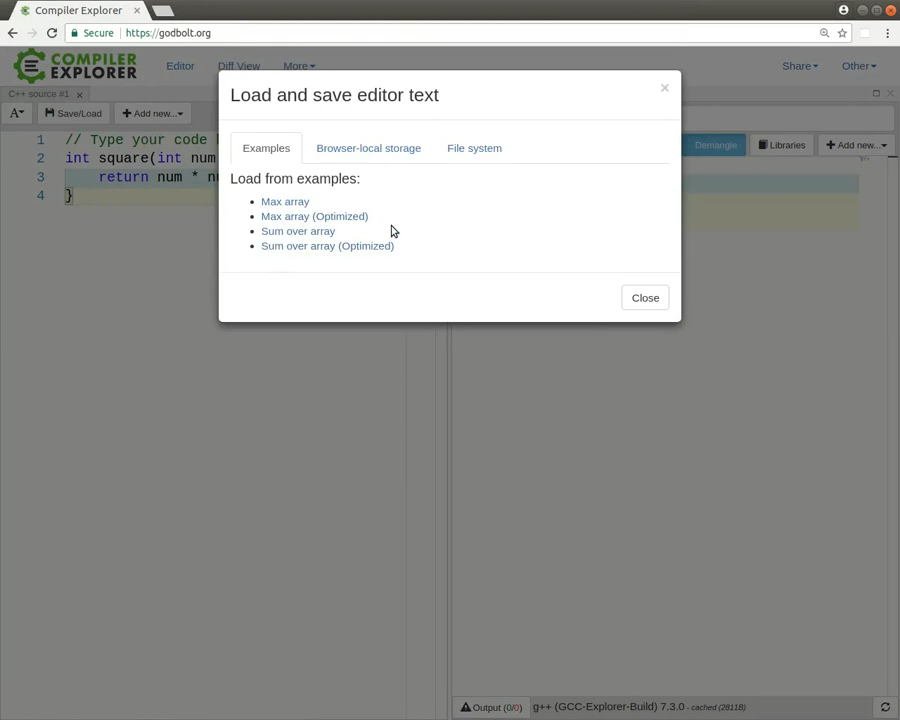 Compiler Explorer
Secure https://godbolt.org
COMPILER
EXPLORER
Editor
Diff View
More
Share
Other
C++ source #1
A
Save/Load
Add new...
Demangle
Libraries
Add new...
1 // Type your code
2 int square(int num
3 return num *
4 }
Load and save editor text
×
Examples
Browser-local storage
File system
Load from examples:
• Max array
• Max array (Optimized)
• Sum over array
• Sum over array (Optimized)
Close
Output (0/0) g++ (GCC-Explorer-Build) 7.3.0 - cached (2811B)